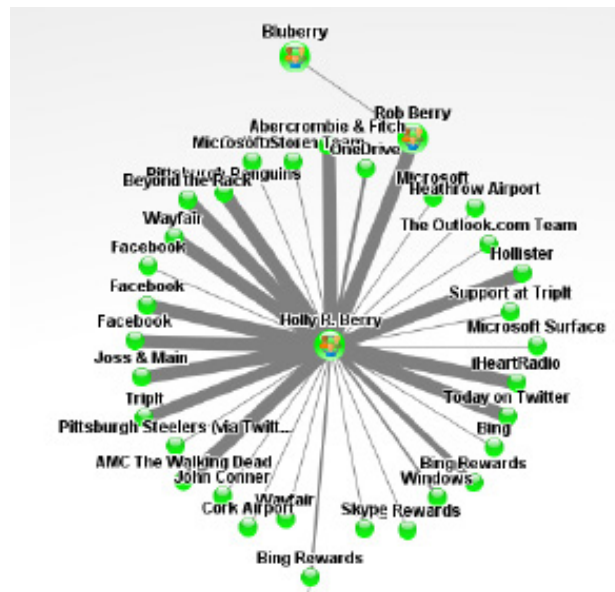 Bluberry
Rob Berry
Abercrombie & Fitch
Microsoft Store Team
OneDrive
Pittsburgh Penguins
Microsoft
Beyond the Rack
Heathrow Airport
Wayfair
The Outlook.com Team
Facebook
Hollister
Facebook
Support at TripIt
Facebook
Holly R. Berry
Microsoft Surface
Joss & Main
iHeartRadio
TripIt
Today on Twitter
Pittsburgh Steelers (via Twitt...
Bing
AMC The Walking Dead
Bing Rewards
John Conner
Windows
Cork Airport
Wayfair
Skype
Rewards
Bing Rewards